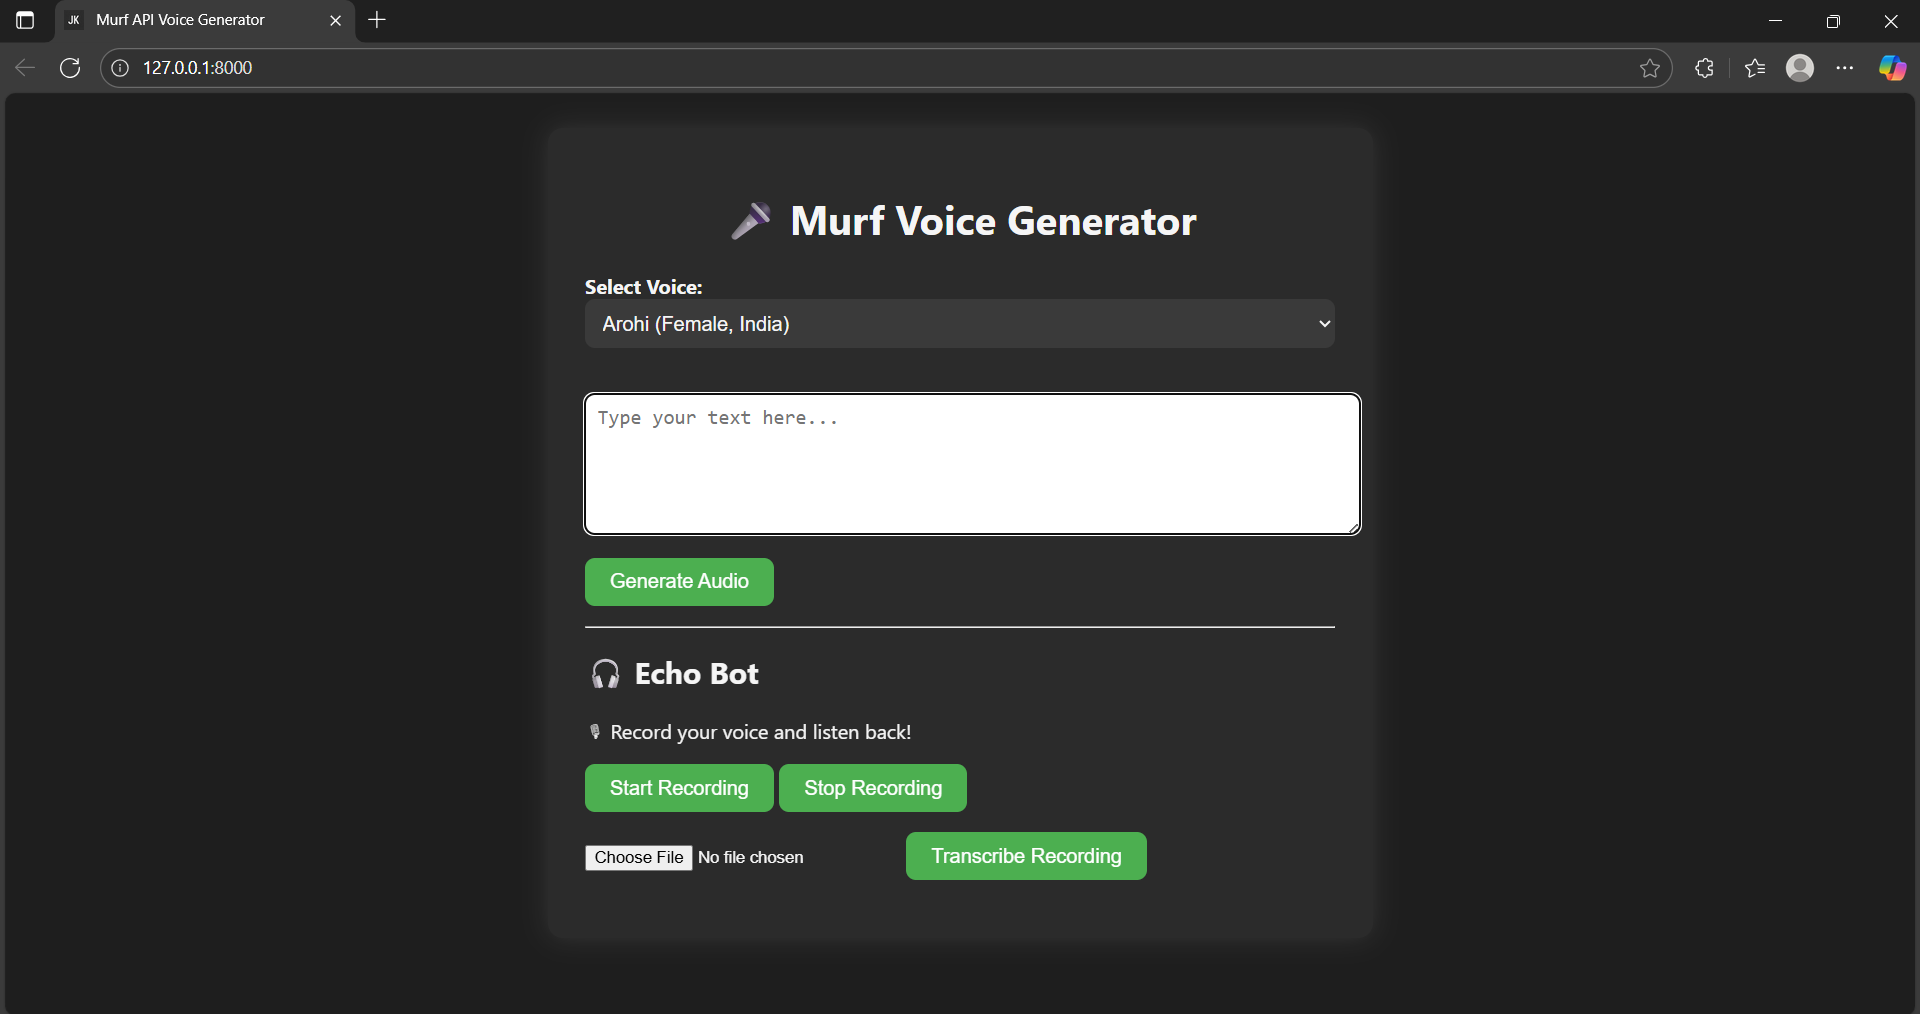 JK Murf API Voice Generator
127.0.0.1:8000
🎤 Murf Voice Generator
Select Voice:
Arohi (Female, India)
Type your text here...
Generate Audio
🎧 Echo Bot
🎙 Record your voice and listen back!
Start Recording Stop Recording
Choose File No file chosen Transcribe Recording